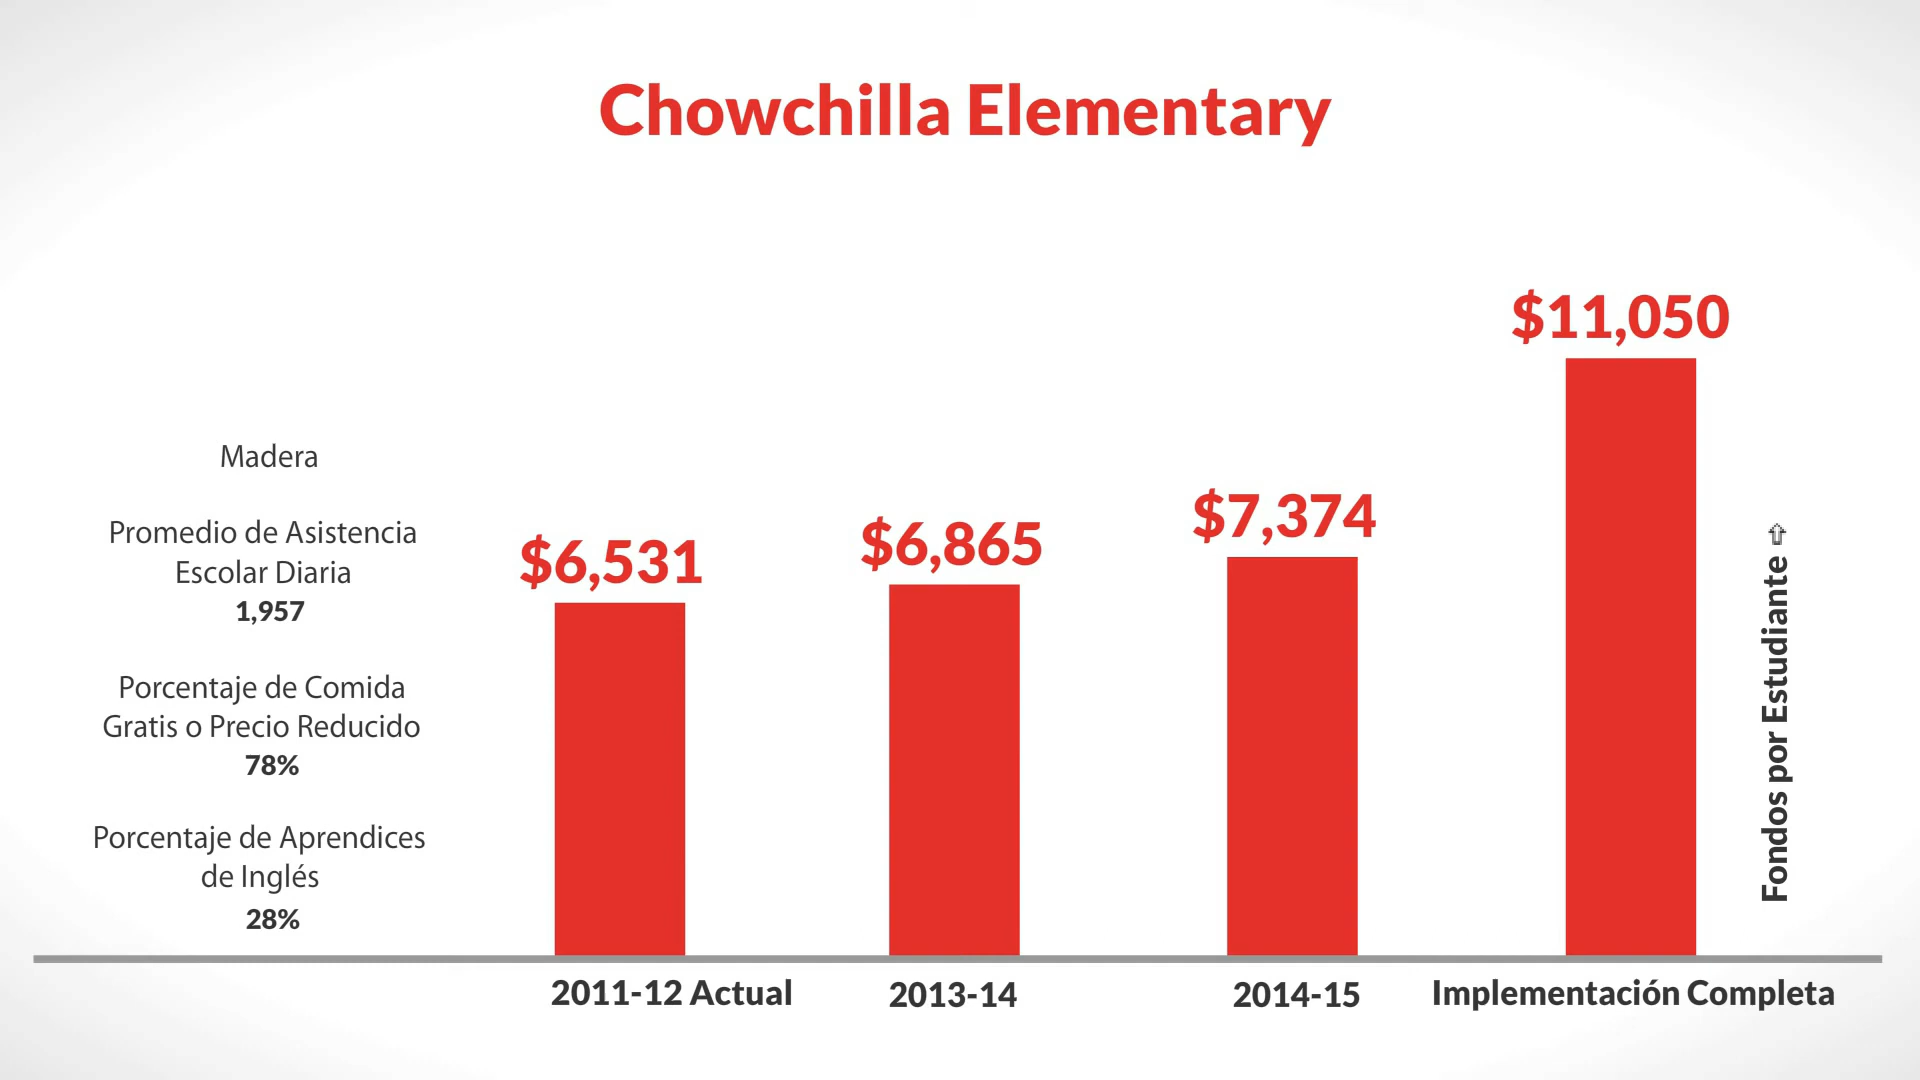 Chowchilla Elementary
Madera
Promedio de Asistencia
Escolar Diaria
1,957
Porcentaje de Comida
Gratis o Precio Reducido
78%
Porcentaje de Aprendices
de Inglés
28%
$6,531
$6,865
$7,374
$11,050
Fondos por Estudiante ⇧
2011-12 Actual
2013-14
2014-15
Implementación Completa